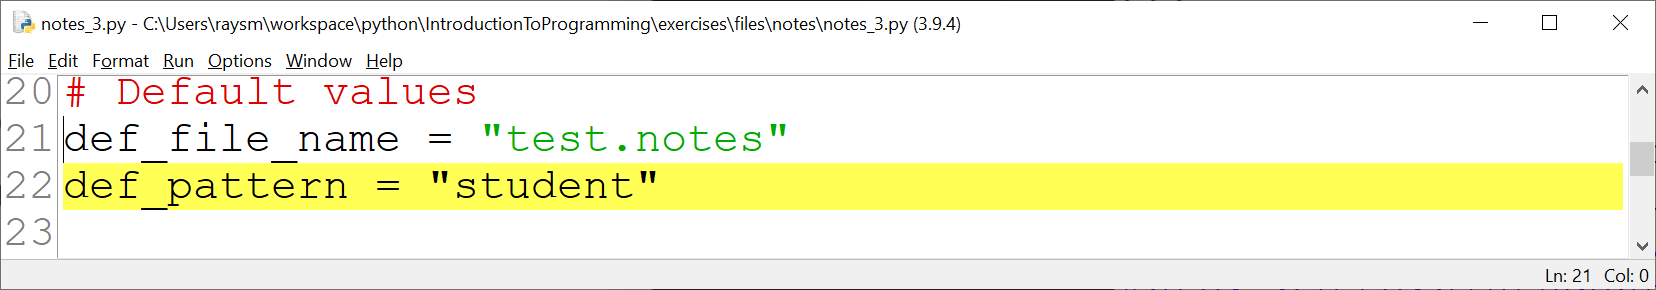 notes_3.py - C:\Users\raysm\workspace\python\IntroductionToProgramming\exercises\files\notes\notes_3.py (3.9.4)
File Edit Format Run Options Window Help
20 # Default values
21 def_file_name = "test.notes"
22 def_pattern = "student"
23
Ln: 21 Col: 0